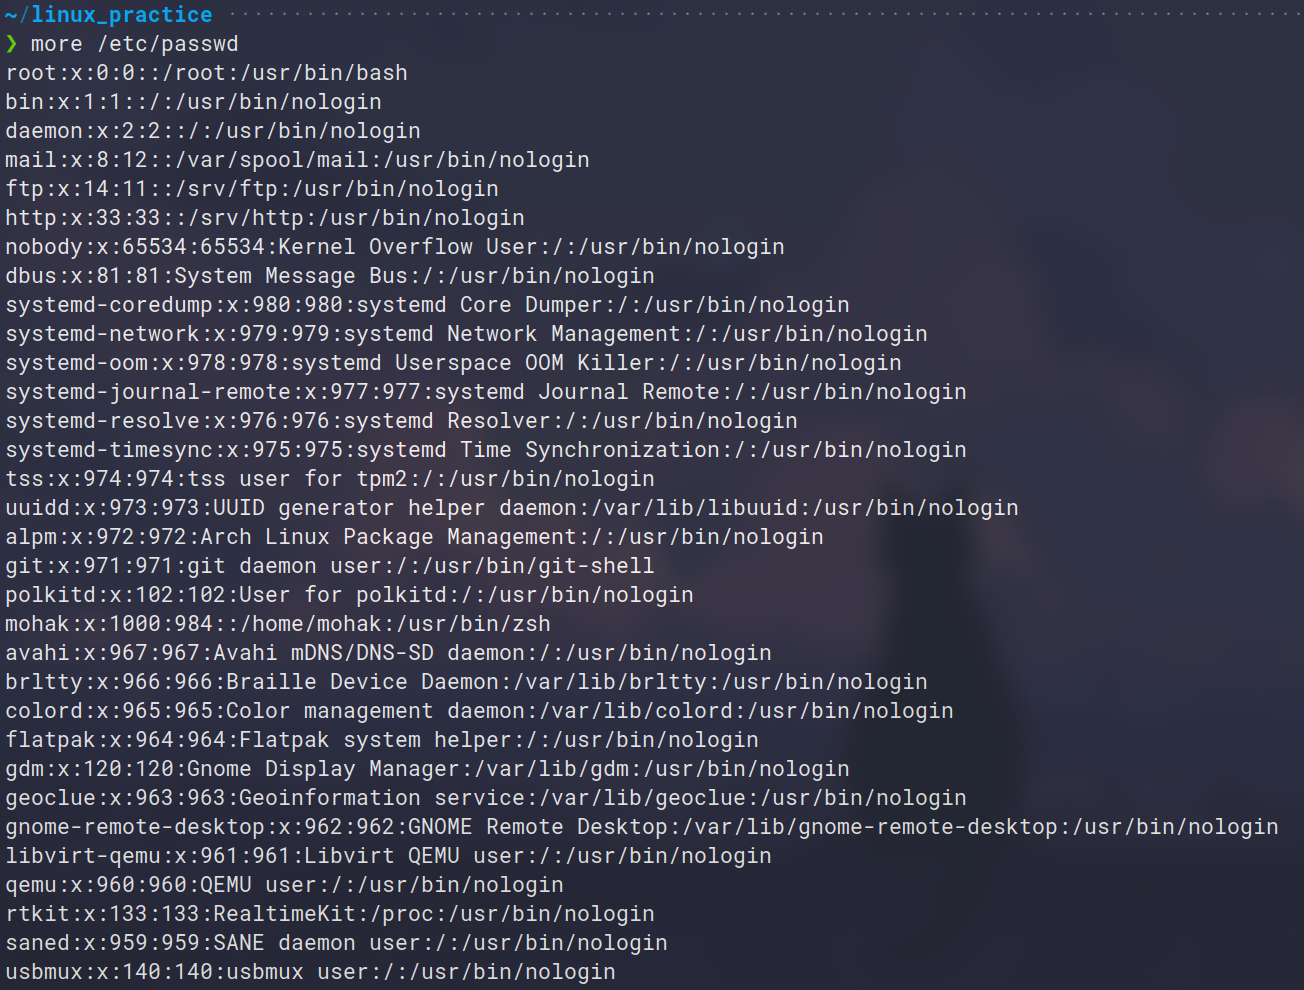 ~/linux_practice
❯ more /etc/passwd
root:x:0:0::/root:/usr/bin/bash
bin:x:1:1::/:/usr/bin/nologin
daemon:x:2:2::/:/usr/bin/nologin
mail:x:8:12::/var/spool/mail:/usr/bin/nologin
ftp:x:14:11::/srv/ftp:/usr/bin/nologin
http:x:33:33::/srv/http:/usr/bin/nologin
nobody:x:65534:65534:Kernel Overflow User:/:/usr/bin/nologin
dbus:x:81:81:System Message Bus:/:/usr/bin/nologin
systemd-coredump:x:980:980:systemd Core Dumper:/:/usr/bin/nologin
systemd-network:x:979:979:systemd Network Management:/:/usr/bin/nologin
systemd-oom:x:978:978:systemd Userspace OOM Killer:/:/usr/bin/nologin
systemd-journal-remote:x:977:977:systemd Journal Remote:/:/usr/bin/nologin
systemd-resolve:x:976:976:systemd Resolver:/:/usr/bin/nologin
systemd-timesync:x:975:975:systemd Time Synchronization:/:/usr/bin/nologin
tss:x:974:974:tss user for tpm2:/:/usr/bin/nologin
uuidd:x:973:973:UUID generator helper daemon:/var/lib/libuuid:/usr/bin/nologin
alpm:x:972:972:Arch Linux Package Management:/:/usr/bin/nologin
git:x:971:971:git daemon user:/:/usr/bin/git-shell
polkitd:x:102:102:User for polkitd:/:/usr/bin/nologin
mohak:x:1000:984::/home/mohak:/usr/bin/zsh
avahi:x:967:967:Avahi mDNS/DNS-SD daemon:/:/usr/bin/nologin
brltty:x:966:966:Braille Device Daemon:/var/lib/brltty:/usr/bin/nologin
colord:x:965:965:Color management daemon:/var/lib/colord:/usr/bin/nologin
flatpak:x:964:964:Flatpak system helper:/:/usr/bin/nologin
gdm:x:120:120:Gnome Display Manager:/var/lib/gdm:/usr/bin/nologin
geoclue:x:963:963:Geoinformation service:/var/lib/geoclue:/usr/bin/nologin
gnome-remote-desktop:x:962:962:GNOME Remote Desktop:/var/lib/gnome-remote-desktop:/usr/bin/nologin
libvirt-qemu:x:961:961:Libvirt QEMU user:/:/usr/bin/nologin
qemu:x:960:960:QEMU user:/:/usr/bin/nologin
rtkit:x:133:133:RealtimeKit:/proc:/usr/bin/nologin
saned:x:959:959:SANE daemon user:/:/usr/bin/nologin
usbmux:x:140:140:usbmux user:/:/usr/bin/nologin